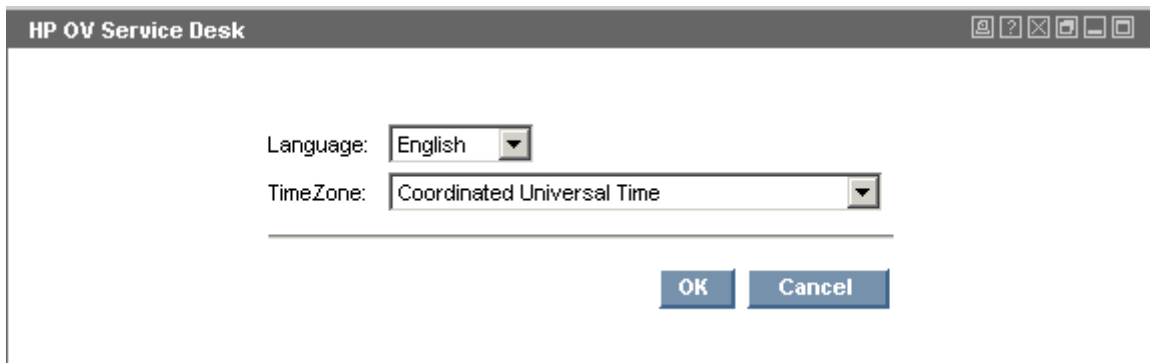 HP OV Service Desk
Language: English
TimeZone: Coordinated Universal Time
OK Cancel